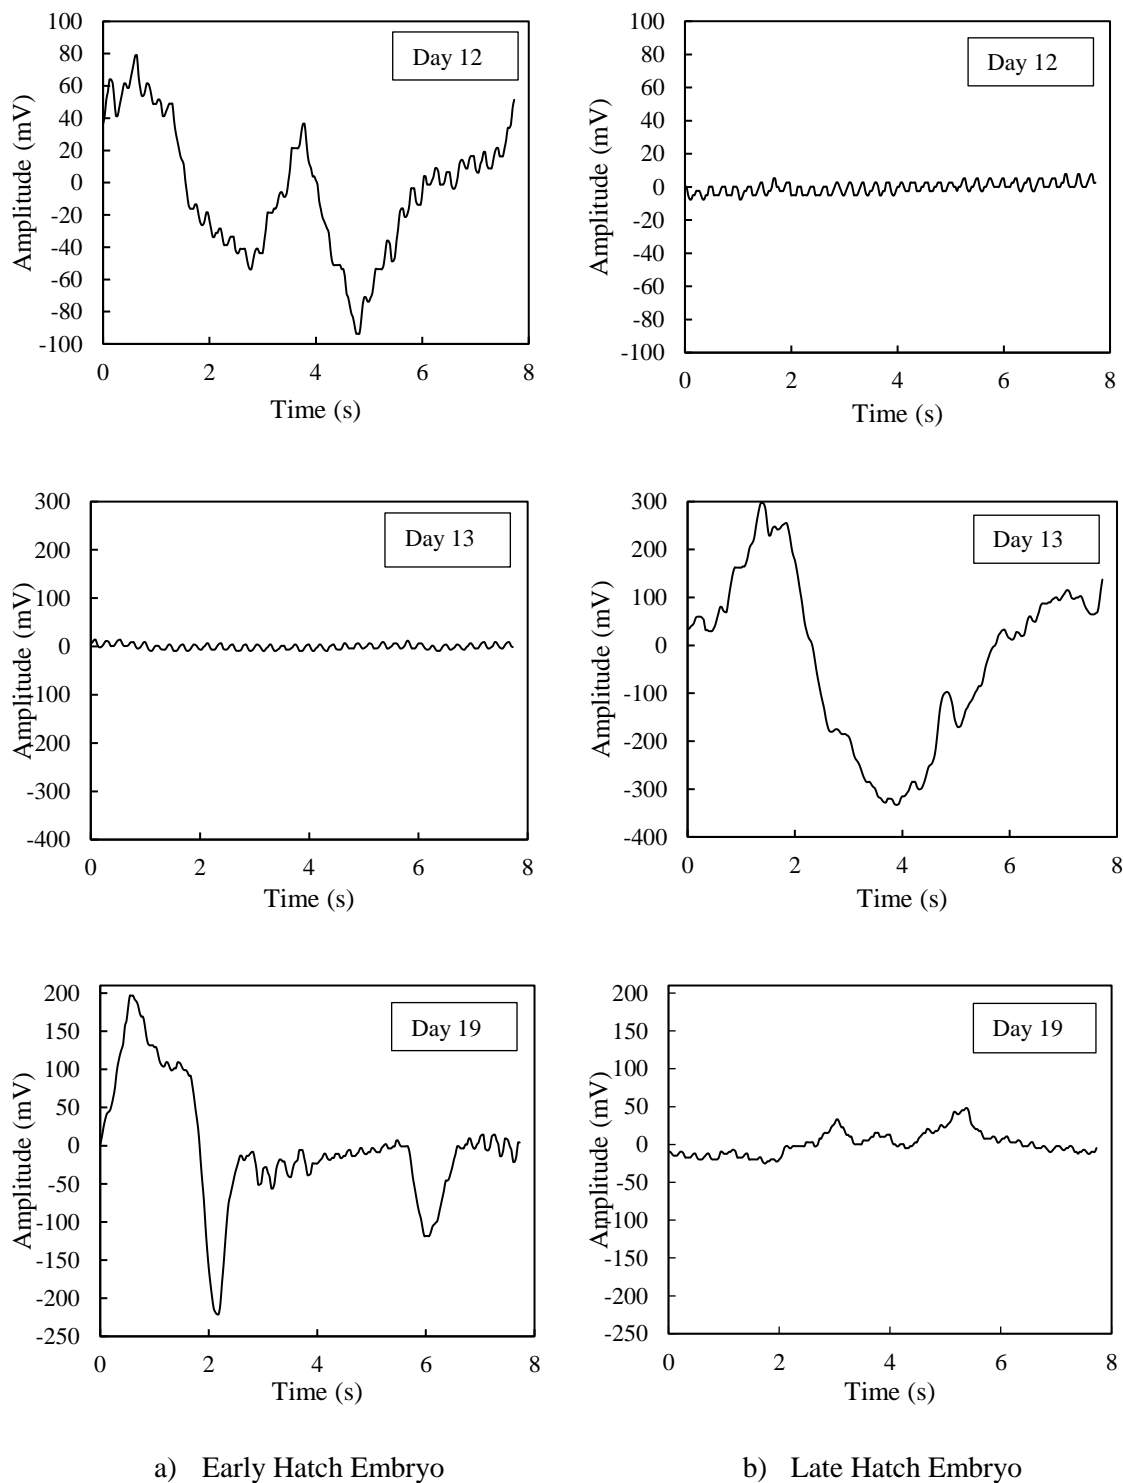 100
80
60
40
20
0
-20
-40
-60
-80
-100
0 2 4 6 8
Amplitude (mV)
Time (s)
Day 12
100
80
60
40
20
0
-20
-40
-60
-80
-100
0 2 4 6 8
Amplitude (mV)
Time (s)
Day 12
300
200
100
0
-100
-200
-300
-400
0 2 4 6 8
Amplitude (mV)
Time (s)
Day 13
300
200
100
0
-100
-200
-300
-400
0 2 4 6 8
Amplitude (mV)
Time (s)
Day 13
200
150
100
50
0
-50
-100
-150
-200
-250
0 2 4 6 8
Amplitude (mV)
Time (s)
Day 19
200
150
100
50
0
-50
-100
-150
-200
-250
0 2 4 6 8
Amplitude (mV)
Time (s)
Day 19
a) Early Hatch Embryo
b) Late Hatch Embryo